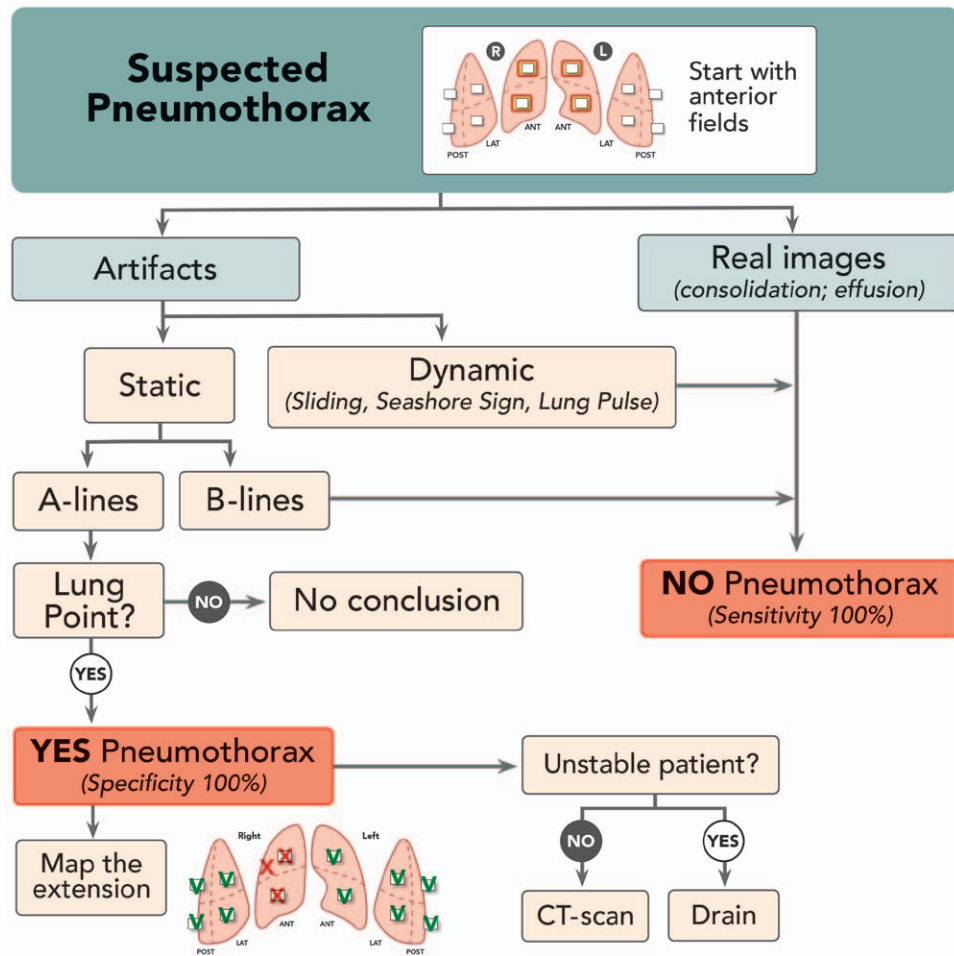 Suspected
Pneumothorax
R
L
Start with
anterior
fields
POST
LAT
ANT
ANT
LAT
POST
Artifacts
Real images
(consolidation; effusion)
Static
Dynamic
(Sliding, Seashore Sign, Lung Pulse)
A-lines
B-lines
Lung
Point?
NO
No conclusion
NO Pneumothorax
(Sensitivity 100%)
YES
YES Pneumothorax
(Specificity 100%)
Unstable patient?
Map the
extension
Right
Left
V V X X X V V V
V V X V V V
POST
LAT
ANT
ANT
LAT
POST
NO
YES
CT-scan
Drain